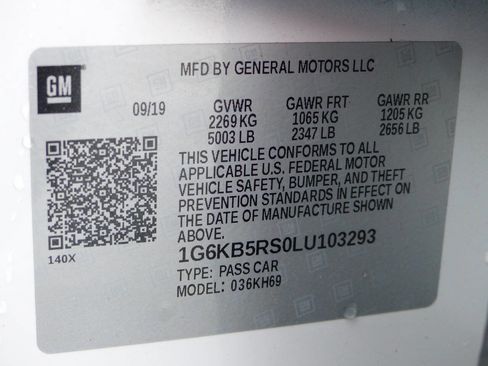 GM
MFD BY GENERAL MOTORS LLC
09/19 GVWR GAWR FRT GAWR RR
2269 KG 1065 KG 1205 KG
5003 LB 2347 LB 2656 LB
THIS VEHICLE CONFORMS TO ALL
APPLICABLE U.S. FEDERAL MOTOR
VEHICLE SAFETY, BUMPER, AND THEFT
PREVENTION STANDARDS IN EFFECT ON
THE DATE OF MANUFACTURE SHOWN
ABOVE.
140X
1G6KB5RS0LU103293
TYPE: PASS CAR
MODEL: 036KH69